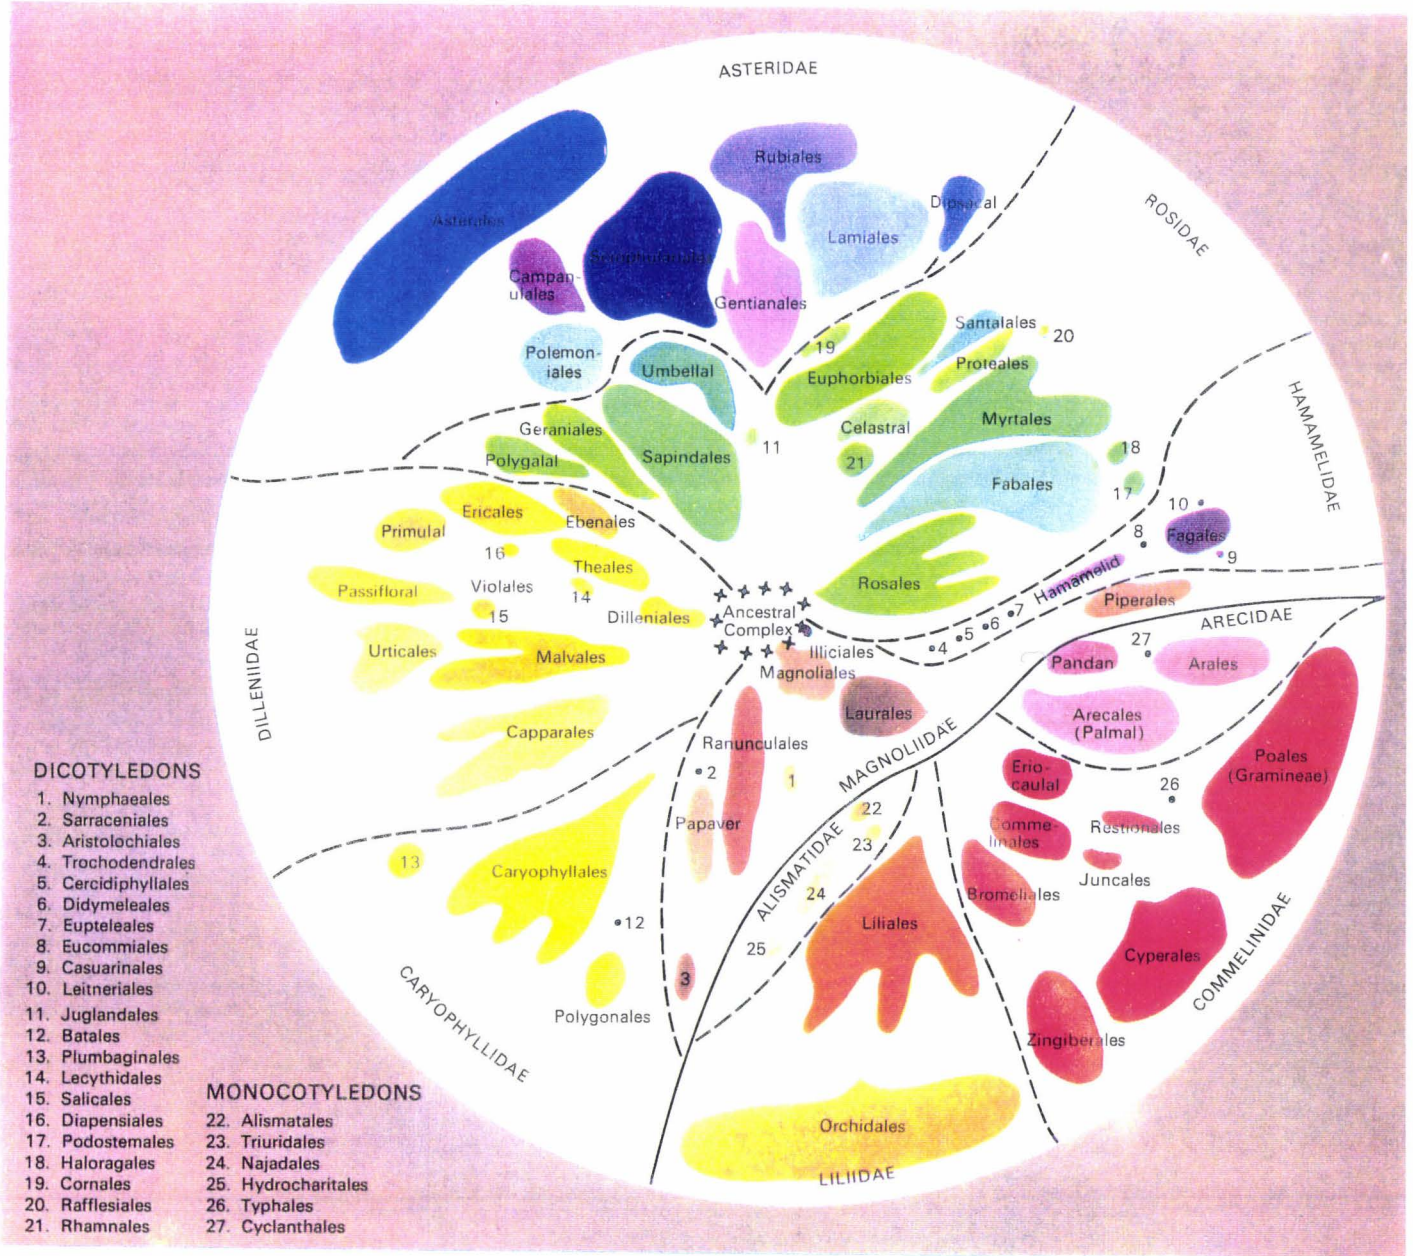 ASTERIDAE
Rubiales
Asterales
Dipsacal
Scrophulariales
Lamiales
ROSIDAE
Campan-
ulales
Gentianales
Santalales
20
Polemon-
iales
Umbellal
19
Euphorbiales
Proteales
HAMAMELIDAE
Geraniales
Celastral
Myrtales
Polygalal
Sapindales
11
21
18
Fabales
17
10
Ericales
Ebenales
Primulal
8
Fagales
16
9
Theales
Passifloral
Violales
14
Rosales
Hamamelid
15
Dilleniales
Ancestral
Complex
7
6
5
4
Piperales
ARECIDAE
27
DILLENIIDAE
Urticales
Malvales
Illiciales
Magnoliales
Pandan
Arales
Laurales
Arecales
(Palmal)
Capparales
Ranunculales
MAGNOLIIDAE
Poales
(Gramineae)
2
1
Erio-
caulal
26
22
Papaver
Comme-
linales
Restionales
ALISMATIDAE
23
13
Caryophyllales
Juncales
24
Bromeliales
12
Liliales
25
Cyperales
COMMELINIDAE
3
CARYOPHYLLIDAE
Polygonales
Zingiberales
Orchidales
LILIIDAE
DICOTYLEDONS
1. Nymphaeales
2. Sarraceniales
3. Aristolochiales
4. Trochodendrales
5. Cercidiphyllales
6. Didymeleales
7. Eupteleales
8. Eucommiales
9. Casuarinales
10. Leitneriales
11. Juglandales
12. Batales
13. Plumbaginales
14. Lecythidales
15. Salicales
16. Diapensiales
17. Podostemales
18. Haloragales
19. Cornales
20. Rafflesiales
21. Rhamnales
MONOCOTYLEDONS
22. Alismatales
23. Triuridales
24. Najadales
25. Hydrocharitales
26. Typhales
27. Cyclanthales